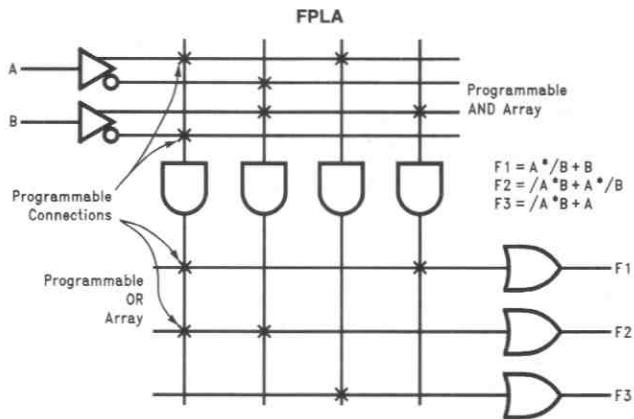 FPLA
A
B
Programmable
AND Array
F1 = A*/B + B
F2 = /A*B + A*/B
F3 = /A*B + A
Programmable
Connections
Programmable
OR
Array
F1
F2
F3